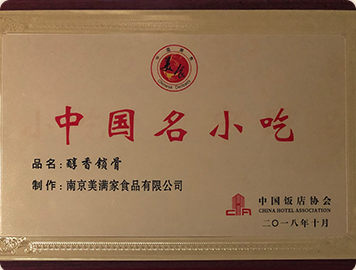 中国名小吃
品名：醇香锁骨
制作：南京美满家食品有限公司
CHA
中国饭店协会
CHINA HOTEL ASSOCIATION
二〇一八年十月